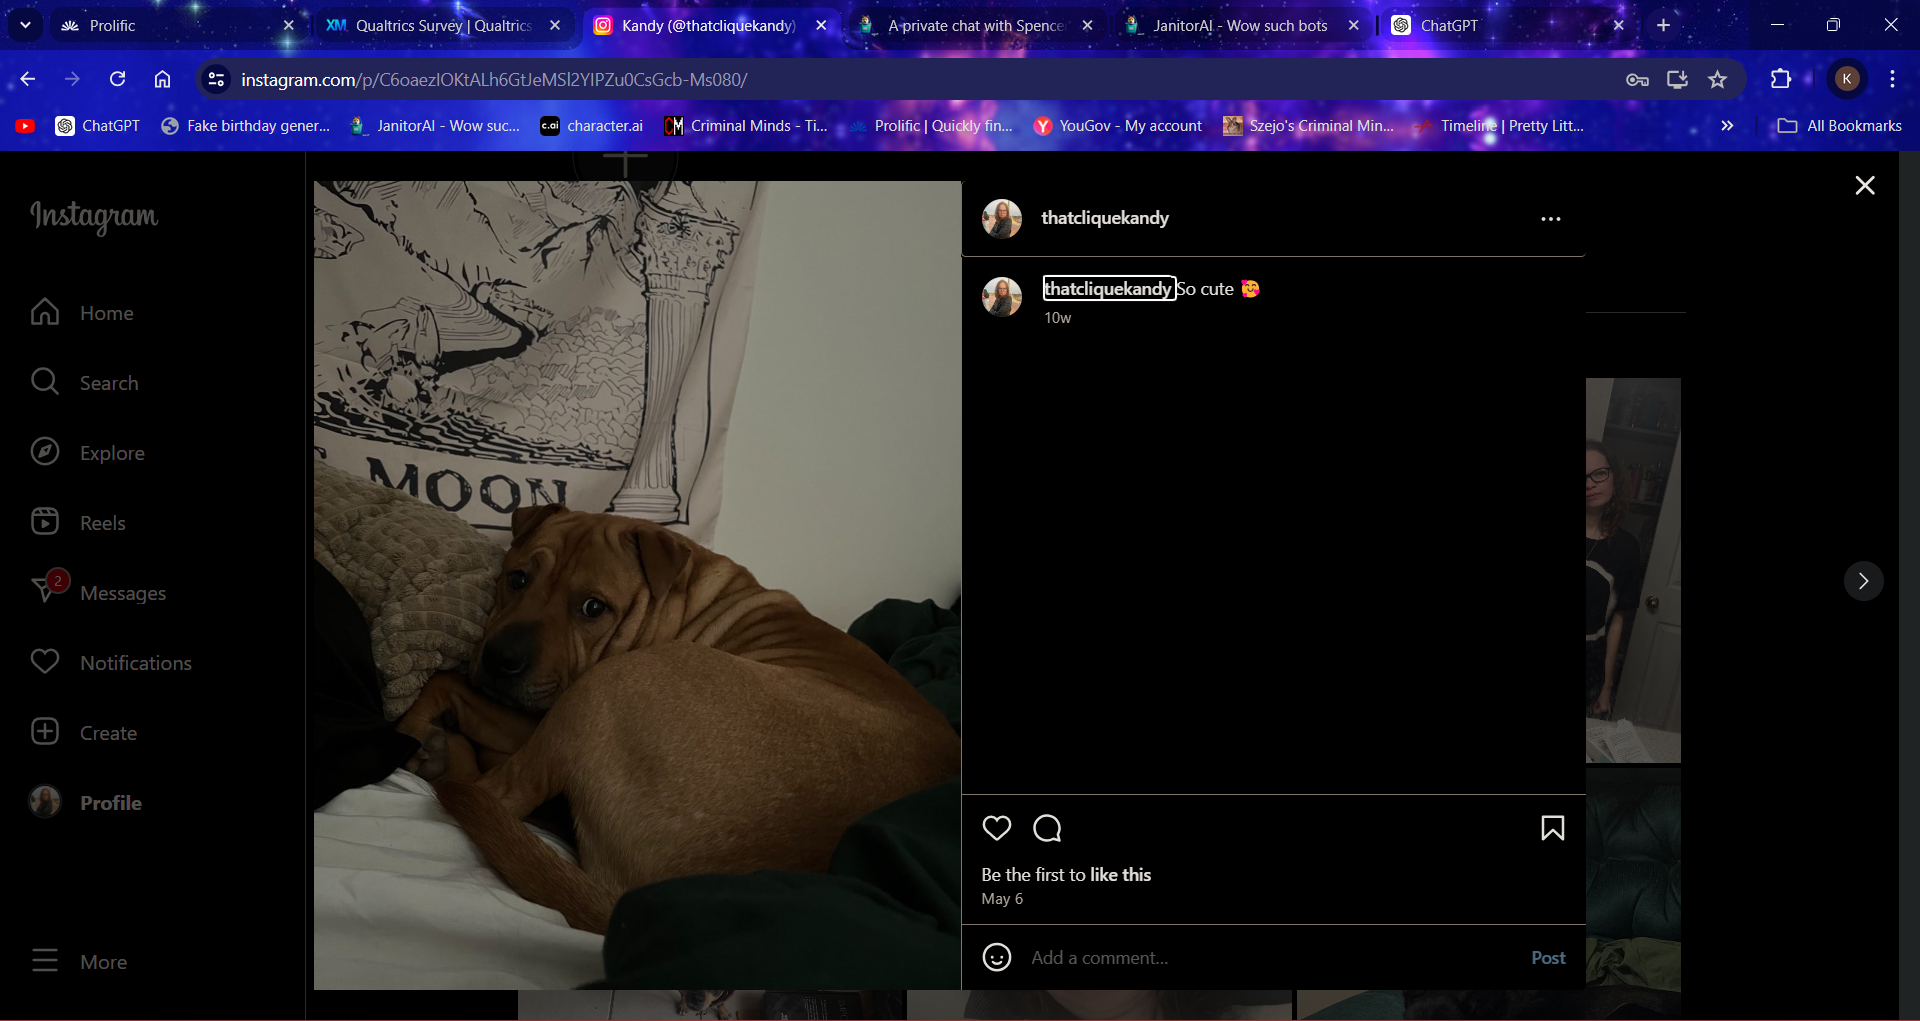 Prolific
Qualtrics Survey | Qualtrics
Kandy (@thatcliquekandy)
A private chat with Spencer
JanitorAI - Wow such bots
ChatGPT
instagram.com/p/C6oaezlOKtALh6GtJeMSl2YIPZu0CsGcb-Ms080/
K
ChatGPT
Fake birthday gener...
JanitorAI - Wow suc...
c.ai
character.ai
CM
Criminal Minds - Ti...
Prolific | Quickly fin...
Y
YouGov - My account
Szejo's Criminal Min...
Timeline | Pretty Litt...
All Bookmarks
Instagram
Home
Search
Explore
Reels
2
Messages
Notifications
Create
Profile
More
MOON
thatcliquekandy
thatcliquekandy So cute 🥰
10w
Be the first to like this
May 6
Add a comment...
Post